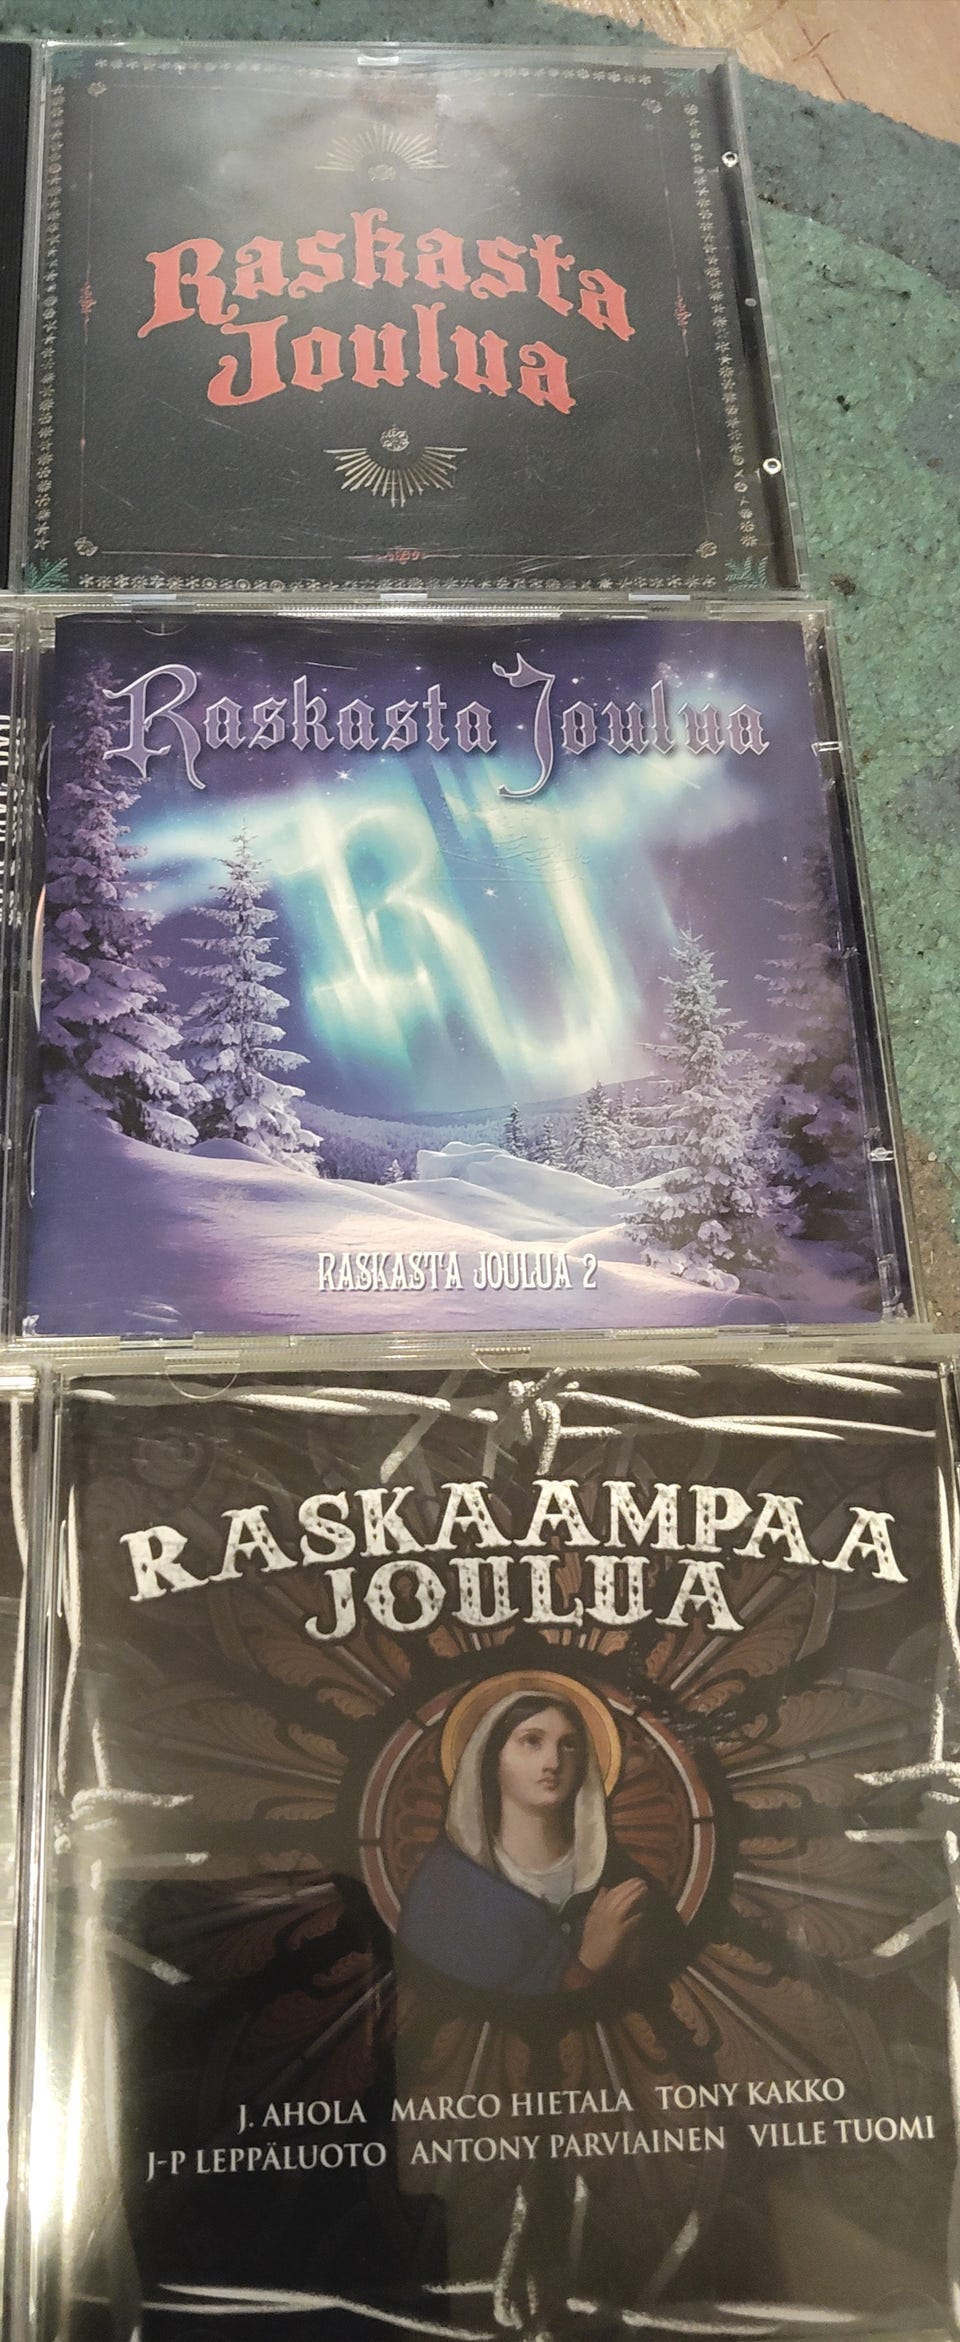 Raskasta
Joulua
Raskasta Joulua
RJ
RASKASTA JOULUA 2
RASKAAMPAA
JOULUA
J. AHOLA MARCO HIETALA TONY KAKKO
J-P LEPPÄLUOTO ANTONY PARVIAINEN VILLE TUOMI